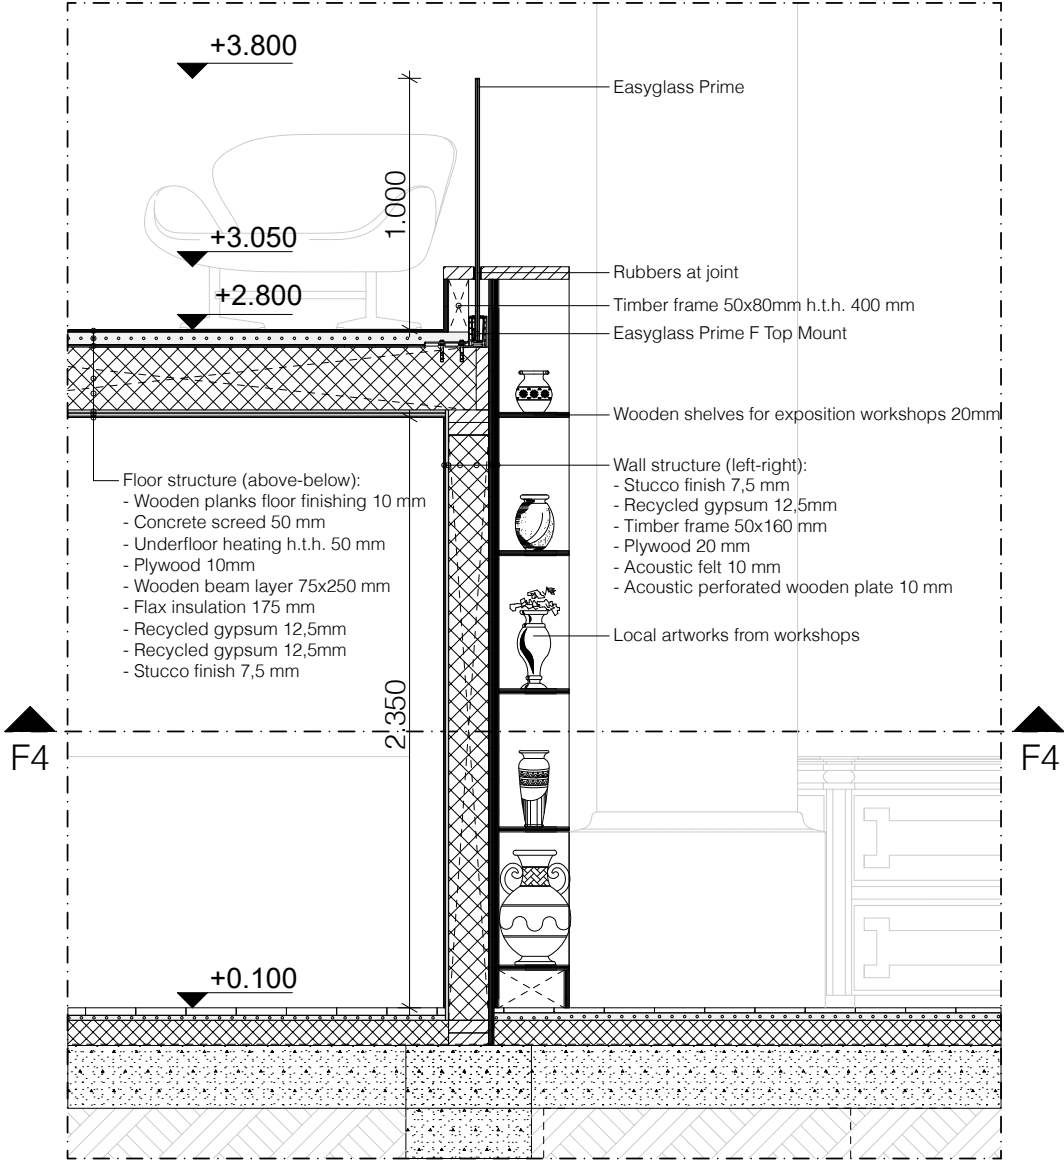 +3.800
Easyglass Prime
1.000
+3.050
Rubbers at joint
+2.800
Timber frame 50x80mm h.t.h. 400 mm
Easyglass Prime F Top Mount
Wooden shelves for exposition workshops 20mm
Floor structure (above-below):
- Wooden planks floor finishing 10 mm
- Concrete screed 50 mm
- Underfloor heating h.t.h. 50 mm
- Plywood 10mm
- Wooden beam layer 75x250 mm
- Flax insulation 175 mm
- Recycled gypsum 12,5mm
- Recycled gypsum 12,5mm
- Stucco finish 7,5 mm
Wall structure (left-right):
- Stucco finish 7,5 mm
- Recycled gypsum 12,5mm
- Timber frame 50x160 mm
- Plywood 20 mm
- Acoustic felt 10 mm
- Acoustic perforated wooden plate 10 mm
Local artworks from workshops
2.350
F4
F4
+0.100